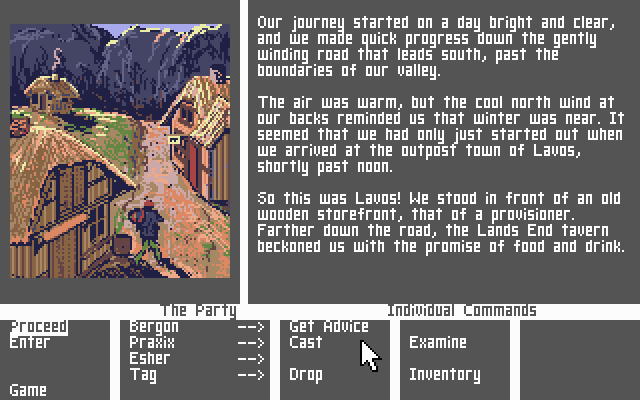 Our journey started on a day bright and clear,
and we made quick progress down the gently
winding road that leads south, past the
boundaries of our valley.
The air was warm, but the cool north wind at
our backs reminded us that winter was near. It
seemed that we had only just started out when
we arrived at the outpost town of Lavos,
shortly past noon.
So this was Lavos! We stood in front of an old
wooden storefront, that of a provisioner.
Farther down the road, the Lands End tavern
beckoned us with the promise of food and drink.
The Party
Individual Commands
Proceed
Enter
Game
Bergon -->
Praxix -->
Esher -->
Tag -->
Get Advice
Cast
Drop
Examine
Inventory